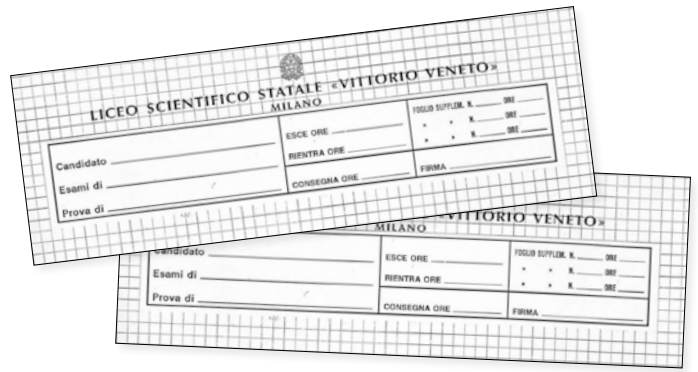 LICEO SCIENTIFICO STATALE «VITTORIO VENETO»
MILANO
Candidato
Esami di
Prova di
ESCE ORE
RIENTRA ORE
CONSEGNA ORE
FOGLIO SUPPLEM. N. ORE
" " N. ORE
" " N. ORE
FIRMA
«VITTORIO VENETO»
MILANO
Candidato
Esami di
Prova di
ESCE ORE
RIENTRA ORE
CONSEGNA ORE
FOGLIO SUPPLEM. N. ORE
" " N. ORE
" " N. ORE
FIRMA